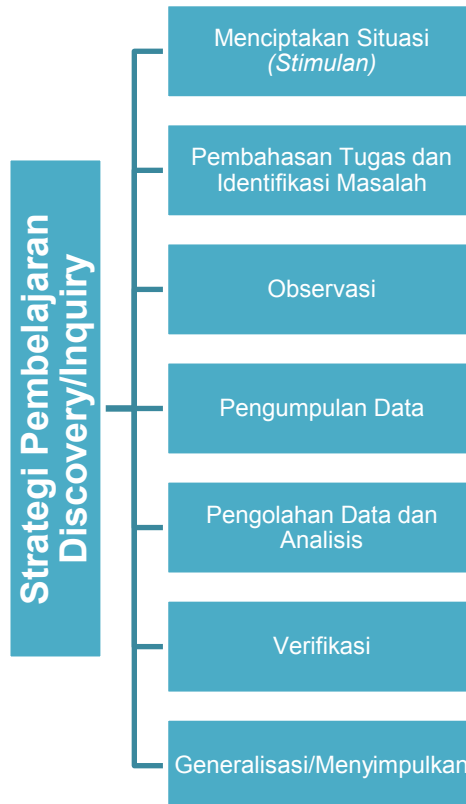 Strategi Pembelajaran
Discovery/Inquiry
Menciptakan Situasi
(Stimulan)
Pembahasan Tugas dan
Identifikasi Masalah
Observasi
Pengumpulan Data
Pengolahan Data dan
Analisis
Verifikasi
Generalisasi/Menyimpulkan